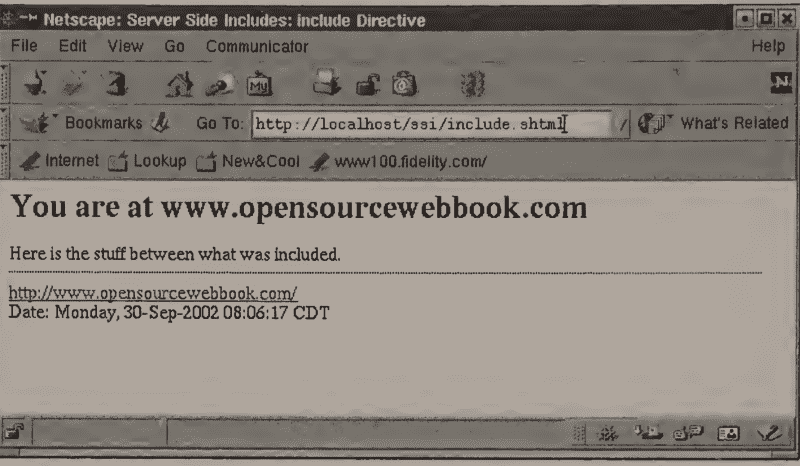 Netscape: Server Side Includes: include Directive
File Edit View Go Communicator Help
My N
Bookmarks Go To: http://localhost/ssi/include.shtml What's Related
Internet Lookup New&Cool www100.fidelity.com/
You are at www.opensourcewebbook.com
Here is the stuff between what was included.
http://www.opensourcewebbook.com/
Date: Monday, 30-Sep-2002 08:06:17 CDT